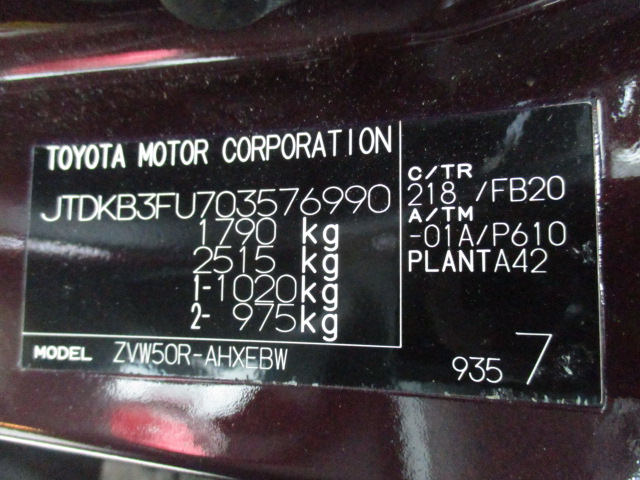 TOYOTA MOTOR CORPORATION
JTDKB3FU703576990
1790 kg
2515 kg
1-1020kg
2- 975kg
C/TR
218 /FB20
A/TM
-01A/P610
PLANTA42
MODEL ZVW50R-AHXEBW
935 7